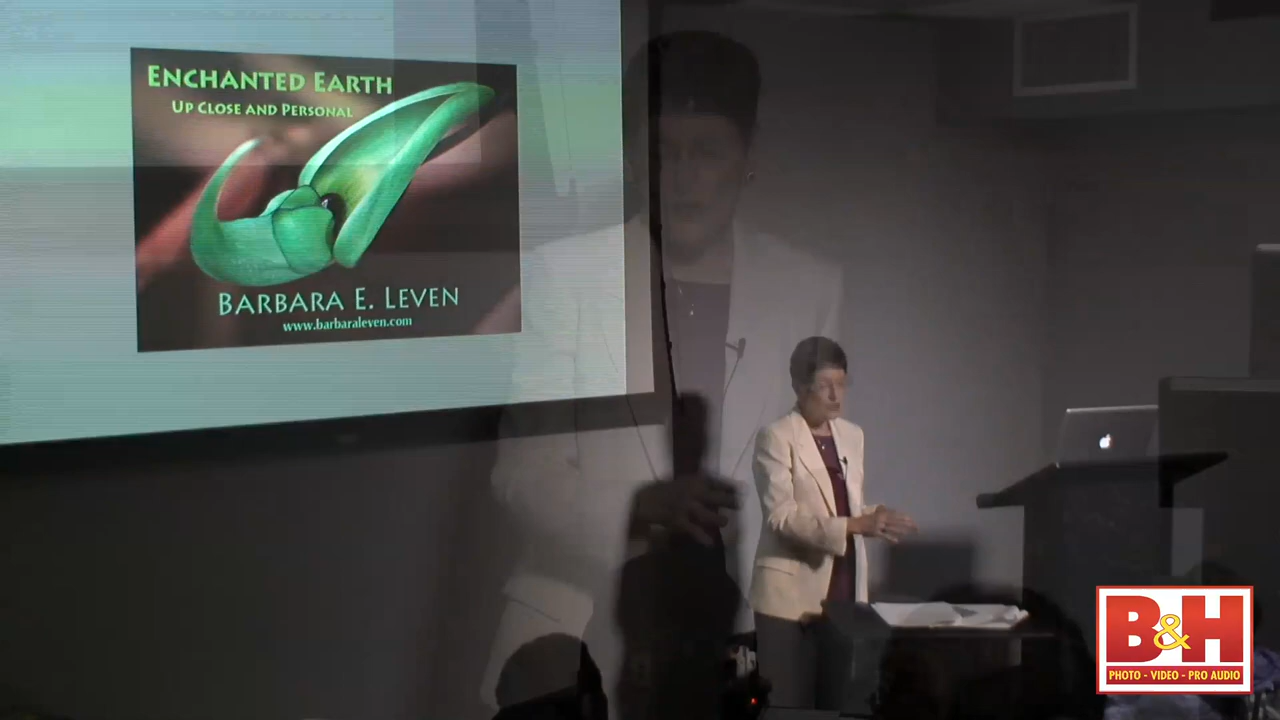 ENCHANTED EARTH
UP CLOSE AND PERSONAL
BARBARA E. LEVEN
www.barbaraleven.com
B&H
PHOTO - VIDEO - PRO AUDIO